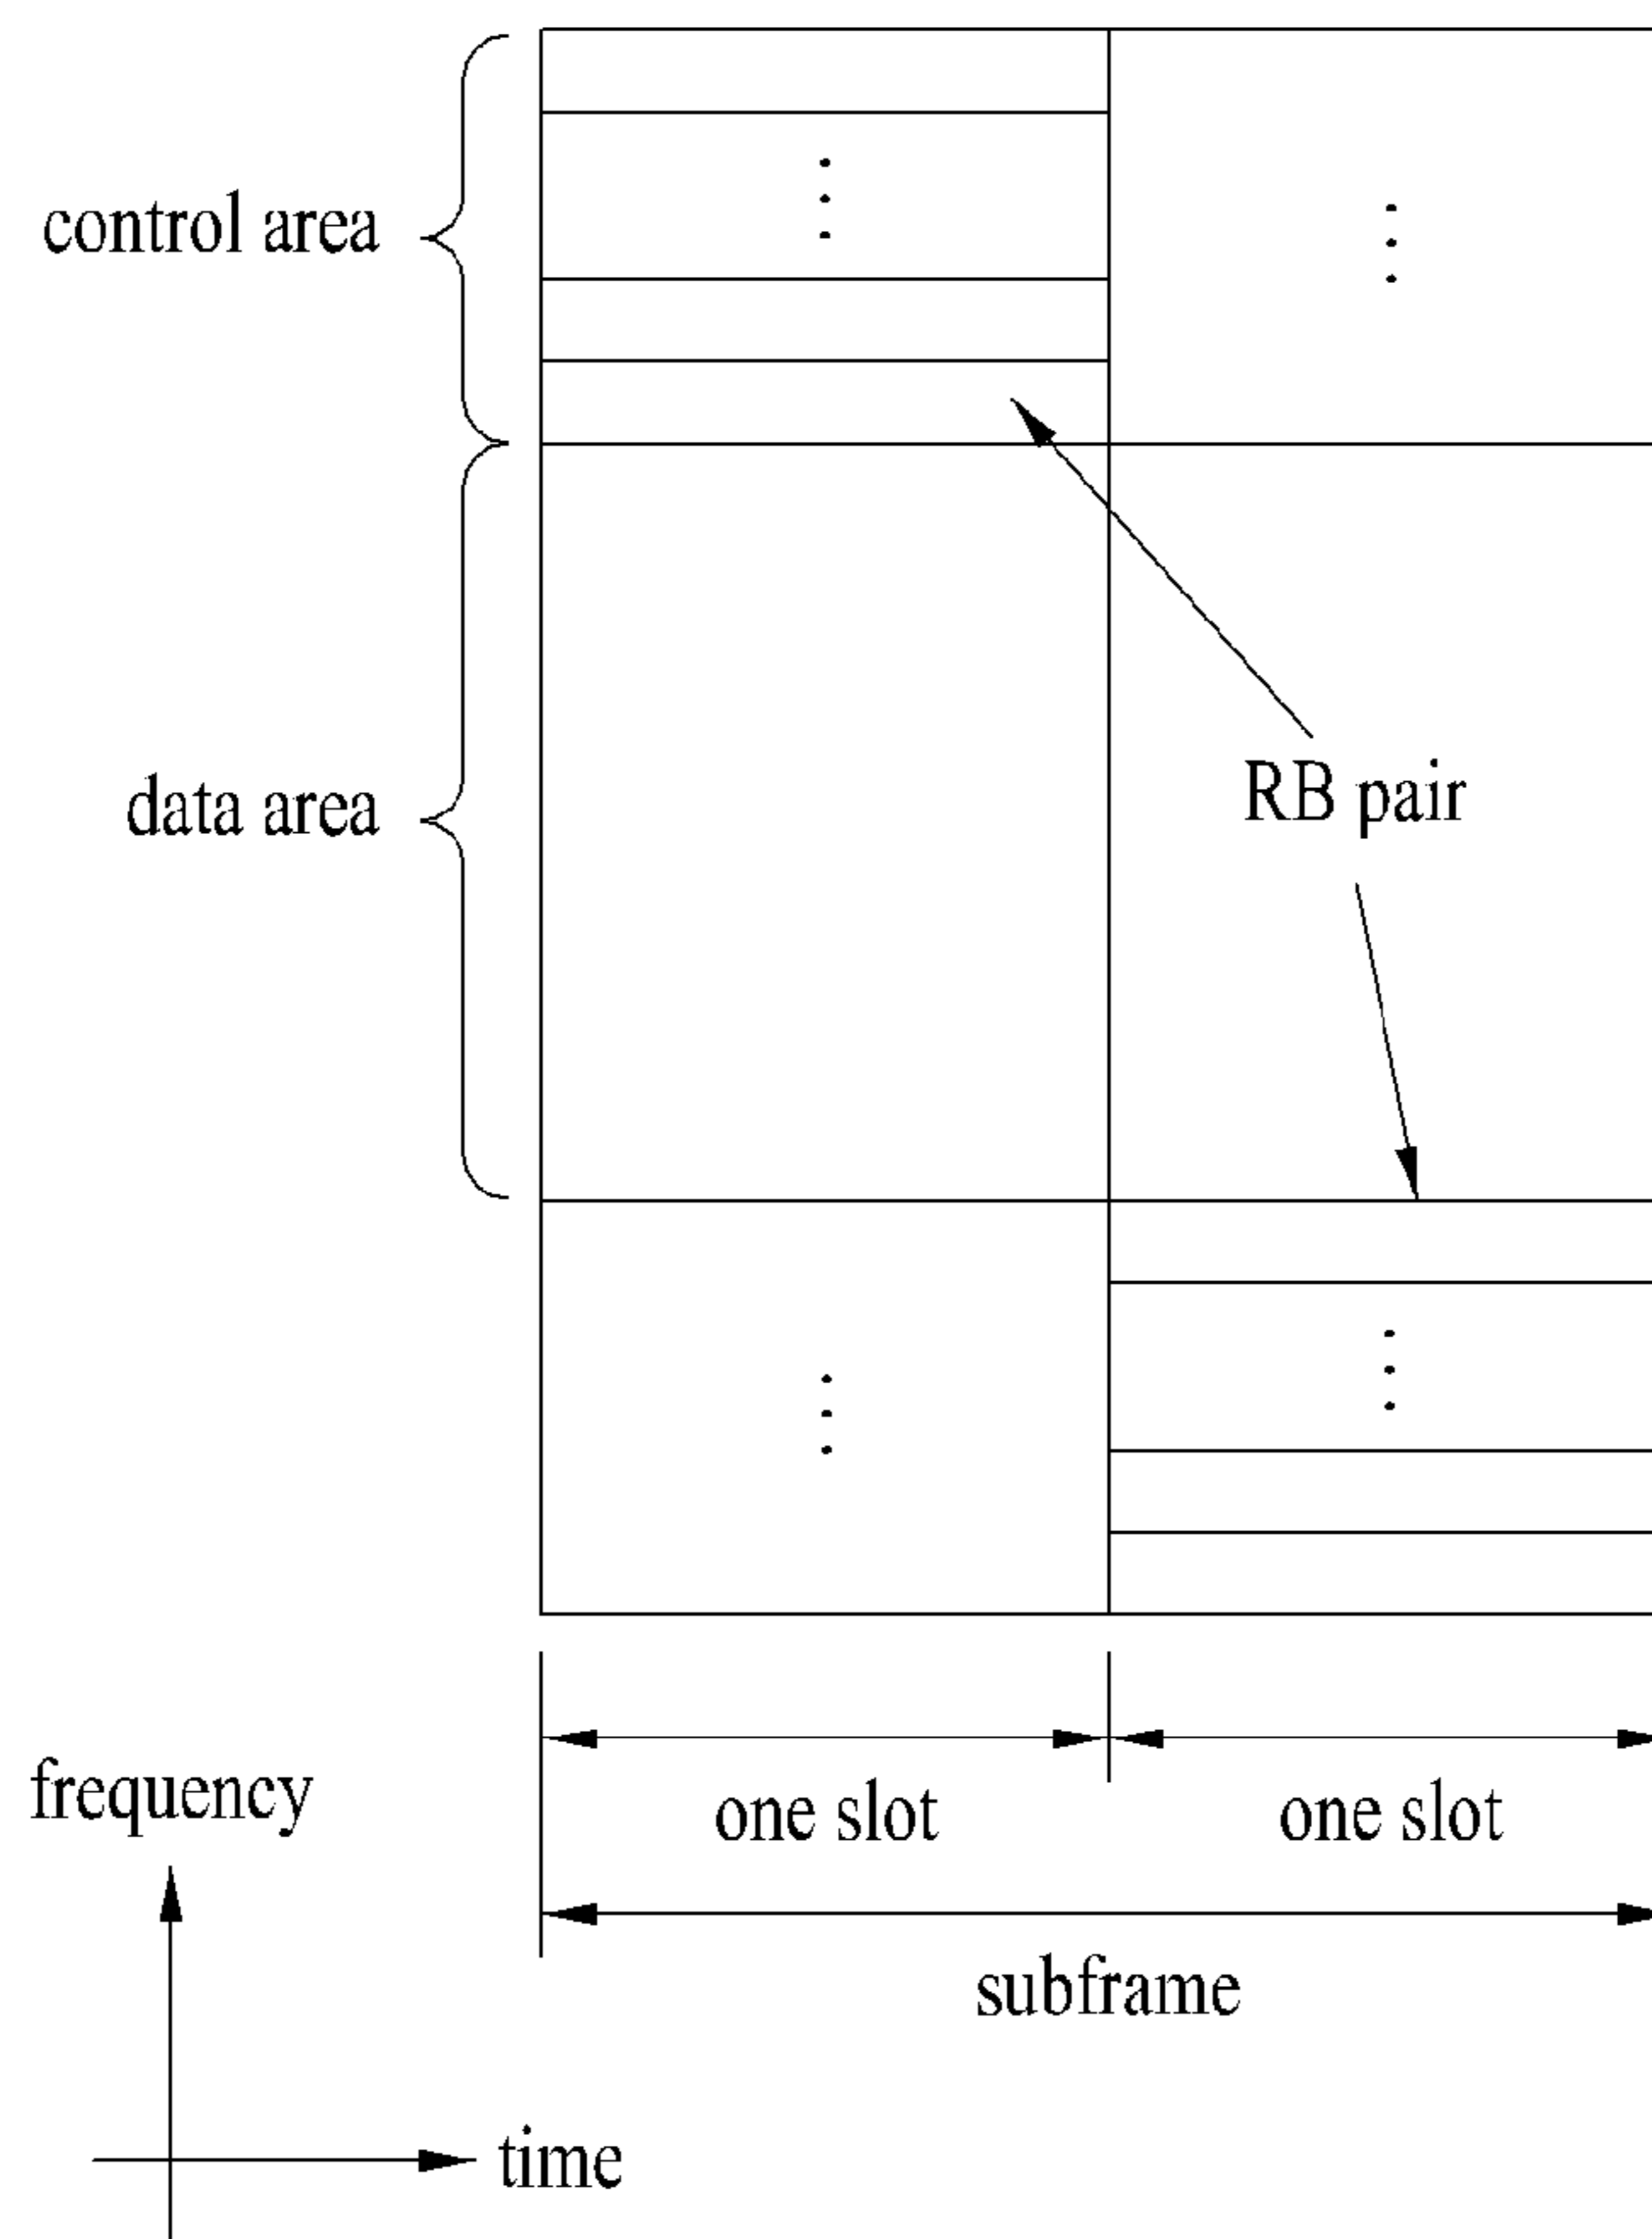 control area
data area
RB pair
frequency
one slot
one slot
subframe
time